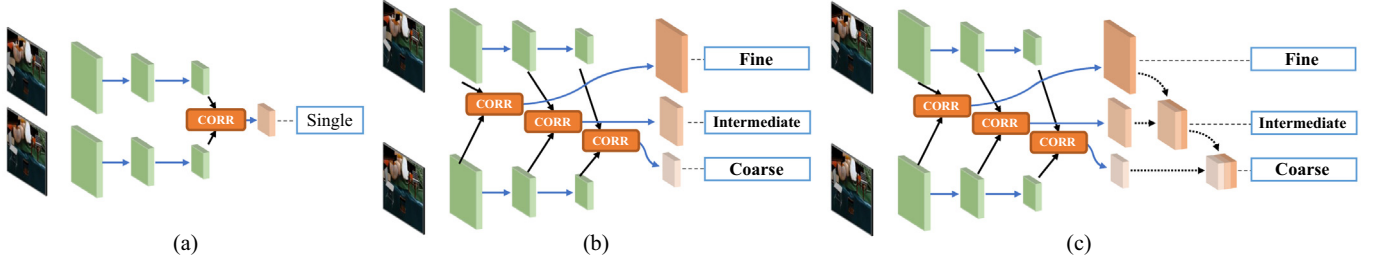 CORR
Single
(a)
CORR
CORR
CORR
Fine
Intermediate
Coarse
(b)
CORR
CORR
CORR
Fine
Intermediate
Coarse
(c)